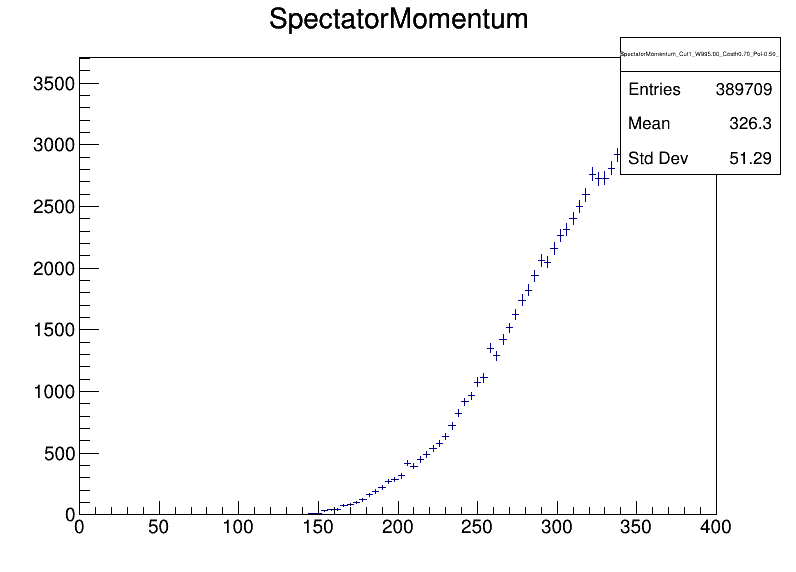 SpectatorMomentum
SpectatorMomentum_Cut1_W995.00_Costh0.70_Pol-0.50_
Entries 389709
Mean 326.3
Std Dev 51.29
3500
3000
2500
2000
1500
1000
500
0
0 50 100 150 200 250 300 350 400